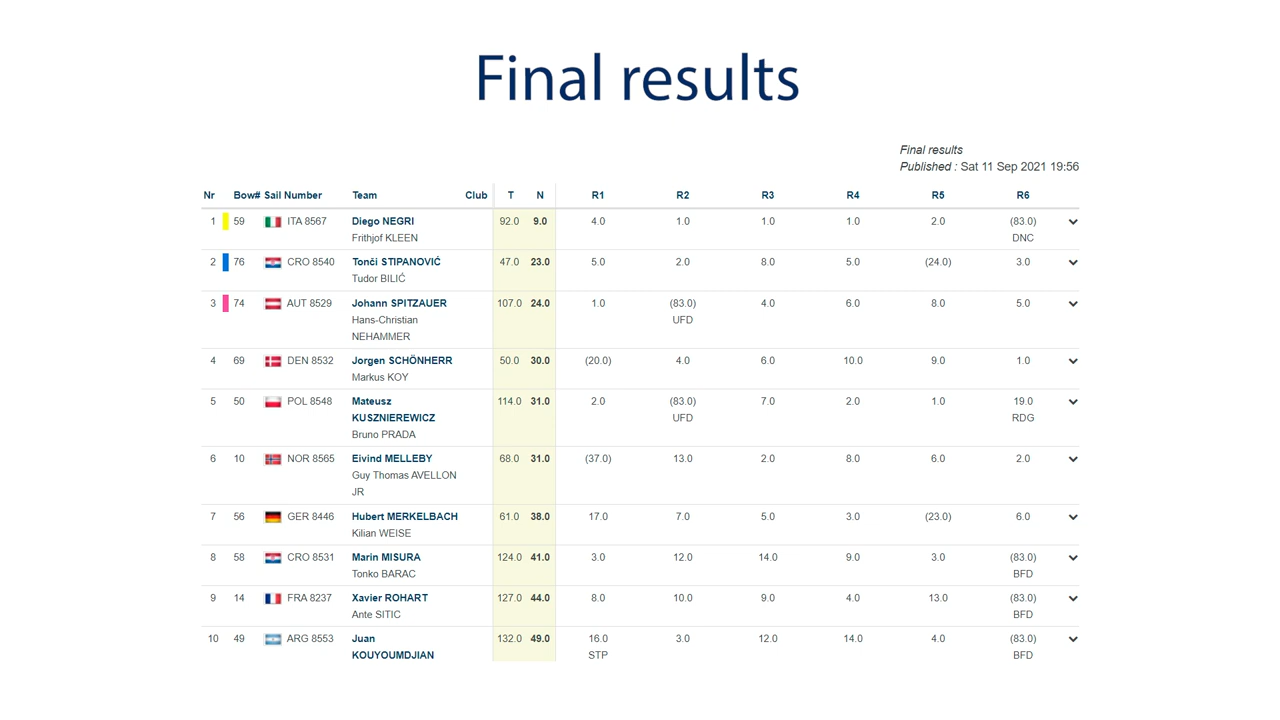 Final results
Final results
Published : Sat 11 Sep 2021 19:56
Nr Bow# Sail Number Team Club T N R1 R2 R3 R4 R5 R6
1 59 ITA 8567 Diego NEGRI 92.0 9.0 4.0 1.0 1.0 1.0 2.0 (83.0)
Frithjof KLEEN DNC
2 76 CRO 8540 Tonči STIPANOVIĆ 47.0 23.0 5.0 2.0 8.0 5.0 (24.0) 3.0
Tudor BILIĆ
3 74 AUT 8529 Johann SPITZAUER 107.0 24.0 1.0 (83.0) 4.0 6.0 8.0 5.0
Hans-Christian UFD
NEHAMMER
4 69 DEN 8532 Jorgen SCHÖNHERR 50.0 30.0 (20.0) 4.0 6.0 10.0 9.0 1.0
Markus KOY
5 50 POL 8548 Mateusz 114.0 31.0 2.0 (83.0) 7.0 2.0 1.0 19.0
KUSZNIEREWICZ UFD RDG
Bruno PRADA
6 10 NOR 8565 Eivind MELLEBY 68.0 31.0 (37.0) 13.0 2.0 8.0 6.0 2.0
Guy Thomas AVELLON
JR
7 56 GER 8446 Hubert MERKELBACH 61.0 38.0 17.0 7.0 5.0 3.0 (23.0) 6.0
Kilian WEISE
8 58 CRO 8531 Marin MISURA 124.0 41.0 3.0 12.0 14.0 9.0 3.0 (83.0)
Tonko BARAC BFD
9 14 FRA 8237 Xavier ROHART 127.0 44.0 8.0 10.0 9.0 4.0 13.0 (83.0)
Ante SITIC BFD
10 49 ARG 8553 Juan 132.0 49.0 16.0 3.0 12.0 14.0 4.0 (83.0)
KOUYOUMDJIAN STP BFD